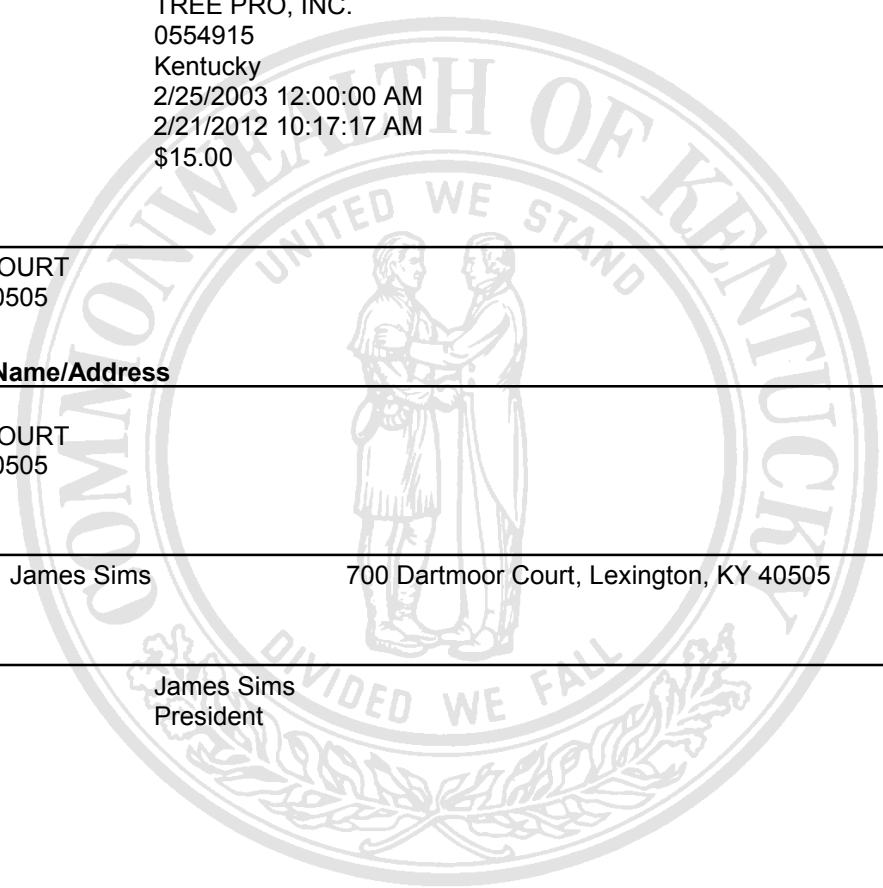 TREE PRO, INC.
0554915
Kentucky
2/25/2003 12:00:00 AM
2/21/2012 10:17:17 AM
$15.00
COMMONWEALTH OF KENTUCKY
UNITED WE STAND
OURT
0505
Name/Address
OURT
0505
James Sims 700 Dartmoor Court, Lexington, KY 40505
DIVIDED WE FALL
James Sims
President